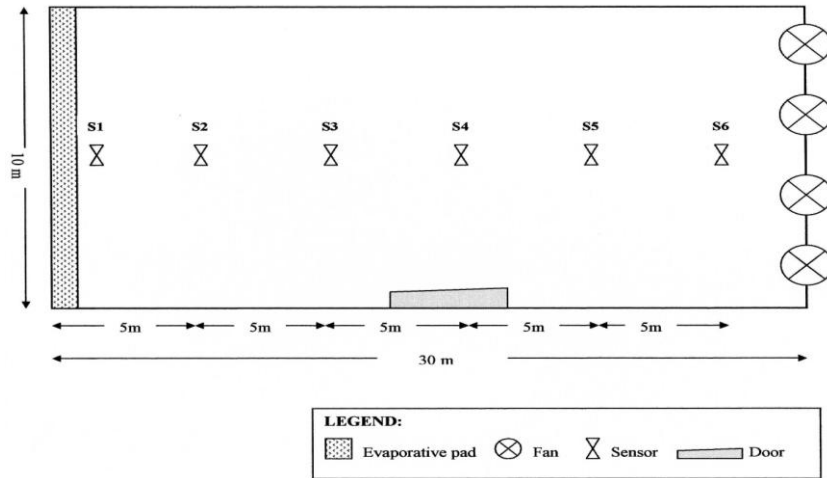 S1 S2 S3 S4 S5 S6
10 m
5m 5m 5m 5m 5m
30 m
LEGEND:
Evaporative pad Fan Sensor Door